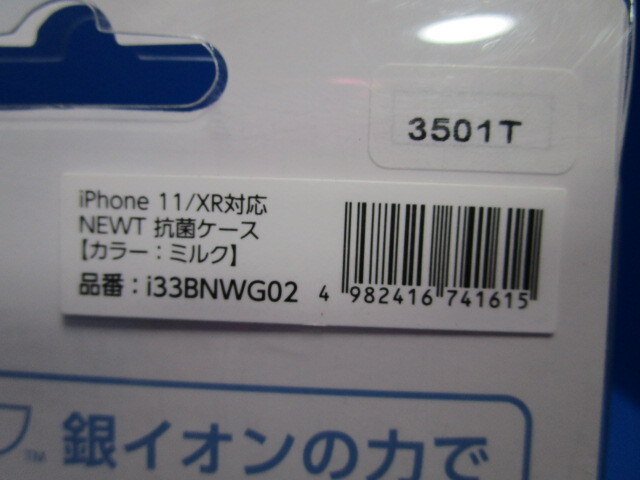 3501T
iPhone 11/XR対応
NEWT 抗菌ケース
【カラー：ミルク】
品番：i33BNWG02
4 982416 741615
TM
銀イオンの力で